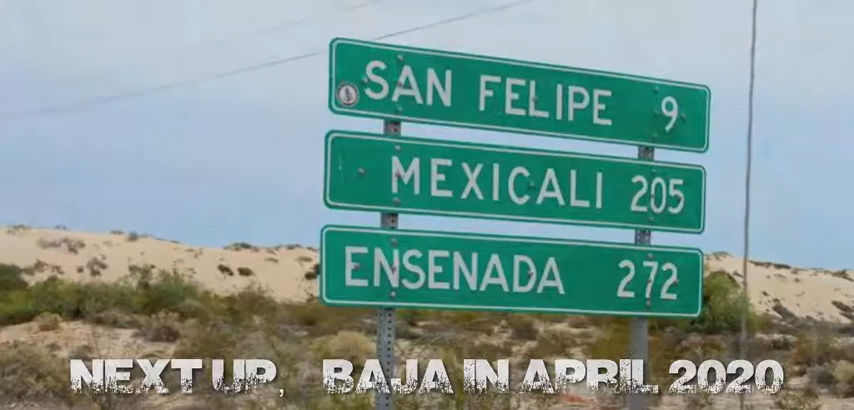 SAN FELIPE 9
MEXICALI 205
ENSENADA 272
NEXT UP, BAJA IN APRIL 2020